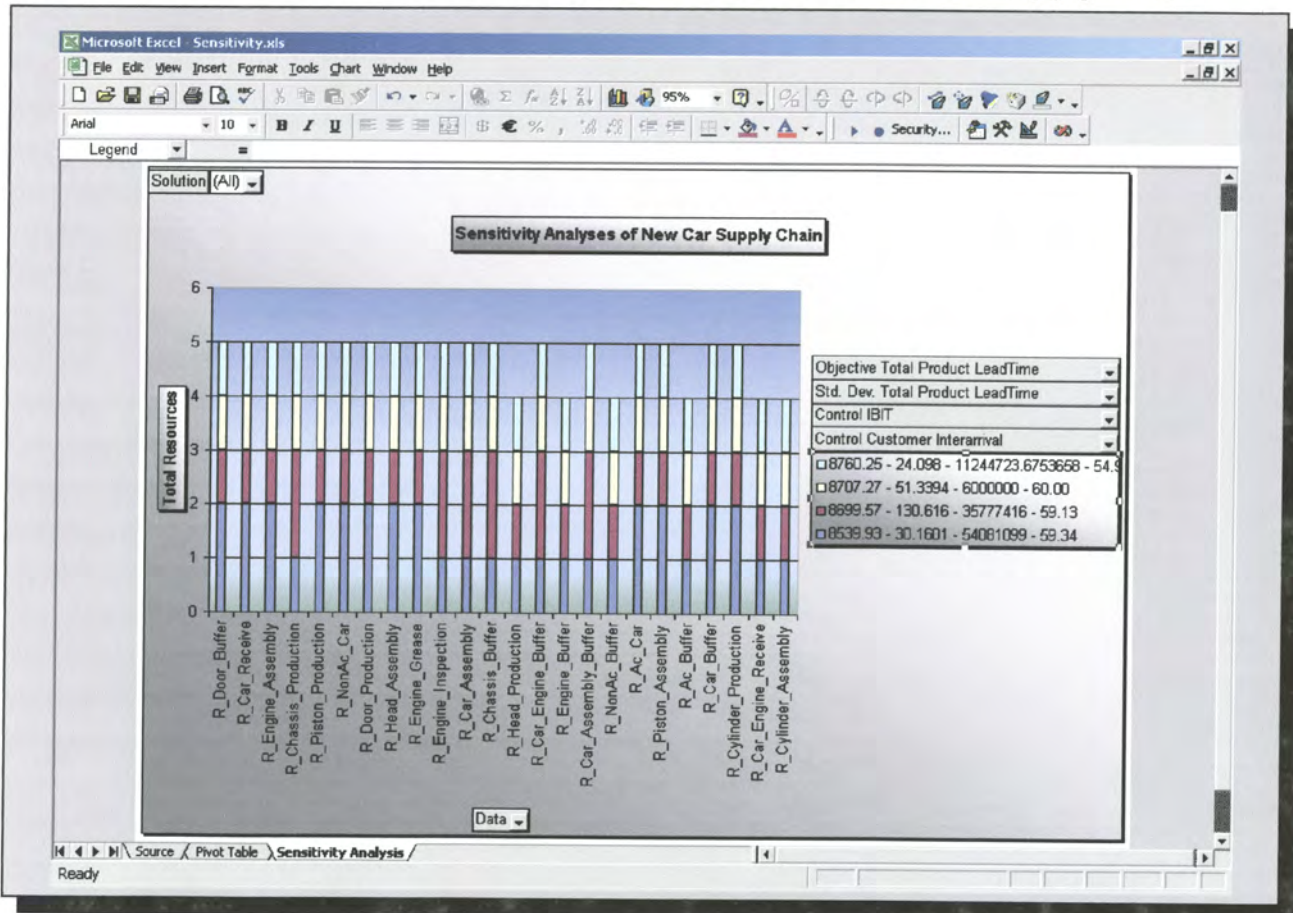 Microsoft Excel - Sensitivity.xls
File Edit View Insert Format Tools Chart Window Help
95%
Arial 10 B I U € % , Security...
Legend =
Solution (All)
Sensitivity Analyses of New Car Supply Chain
Total Resources
6
5
4
3
2
1
0
R_Door_Buffer
R_Car_Receive
R_Engine_Assembly
R_Chassis_Production
R_Piston_Production
R_NonAc_Car
R_Door_Production
R_Head_Assembly
R_Engine_Grease
R_Engine_Inspection
R_Car_Assembly
R_Chassis_Buffer
R_Head_Production
R_Car_Engine_Buffer
R_Engine_Buffer
R_Car_Assembly_Buffer
R_NonAc_Buffer
R_Ac_Car
R_Piston_Assembly
R_Ac_Buffer
R_Car_Buffer
R_Cylinder_Production
R_Car_Engine_Receive
R_Cylinder_Assembly
Data
Objective Total Product LeadTime
Std. Dev. Total Product LeadTime
Control IBIT
Control Customer Interarrival
8760.25 - 24.098 - 11244723.6753658 - 54.9
8707.27 - 51.3394 - 6000000 - 60.00
8699.57 - 130.616 - 35777416 - 59.13
8539.93 - 30.1601 - 54081099 - 59.34
Source Pivot Table Sensitivity Analysis
Ready